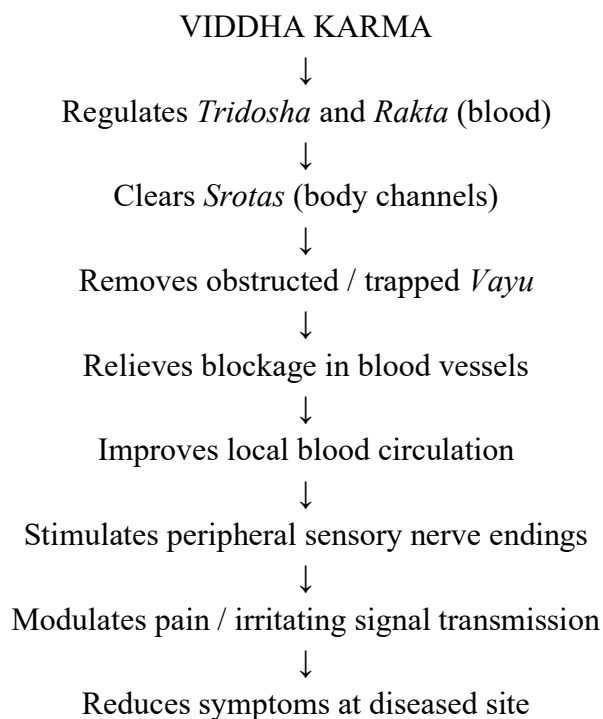 VIDDHA KARMA
↓
Regulates Tridosha and Rakta (blood)
↓
Clears Srotas (body channels)
↓
Removes obstructed / trapped Vayu
↓
Relieves blockage in blood vessels
↓
Improves local blood circulation
↓
Stimulates peripheral sensory nerve endings
↓
Modulates pain / irritating signal transmission
↓
Reduces symptoms at diseased site